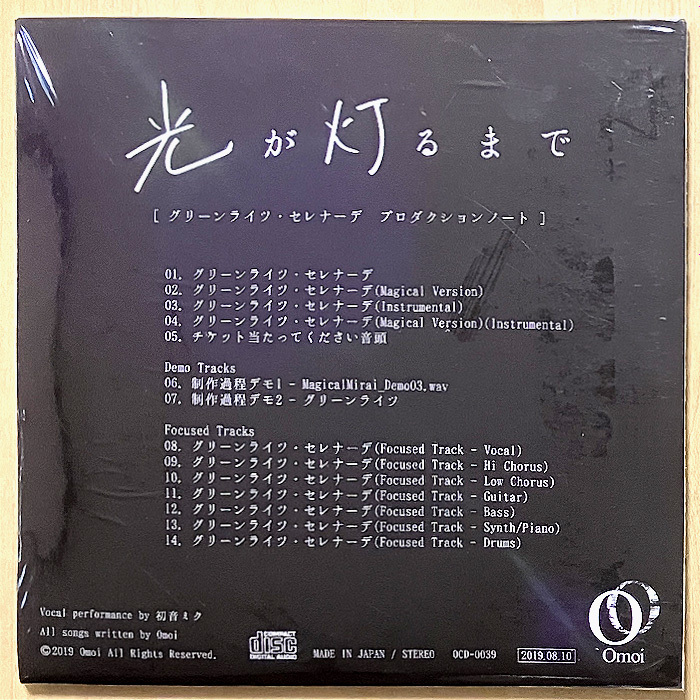 光が灯るまで
[ グリーンライツ・セレナーデ プロダクションノート ]
01. グリーンライツ・セレナーデ
02. グリーンライツ・セレナーデ(Magical Version)
03. グリーンライツ・セレナーデ(Instrumental)
04. グリーンライツ・セレナーデ(Magical Version)(Instrumental)
05. チケット当たってください音頭
Demo Tracks
06. 制作過程デモ1 - MagicalMirai_Demo03.wav
07. 制作過程デモ2 - グリーンライツ
Focused Tracks
08. グリーンライツ・セレナーデ(Focused Track - Vocal)
09. グリーンライツ・セレナーデ(Focused Track - Hi Chorus)
10. グリーンライツ・セレナーデ(Focused Track - Low Chorus)
11. グリーンライツ・セレナーデ(Focused Track - Guitar)
12. グリーンライツ・セレナーデ(Focused Track - Bass)
13. グリーンライツ・セレナーデ(Focused Track - Synth/Piano)
14. グリーンライツ・セレナーデ(Focused Track - Drums)
Vocal performance by 初音ミク
All songs written by Omoi
©2019 Omoi All Rights Reserved.
COMPACT disc DIGITAL AUDIO
MADE IN JAPAN / STEREO
OCD-0039
2019.08.10
Omoi